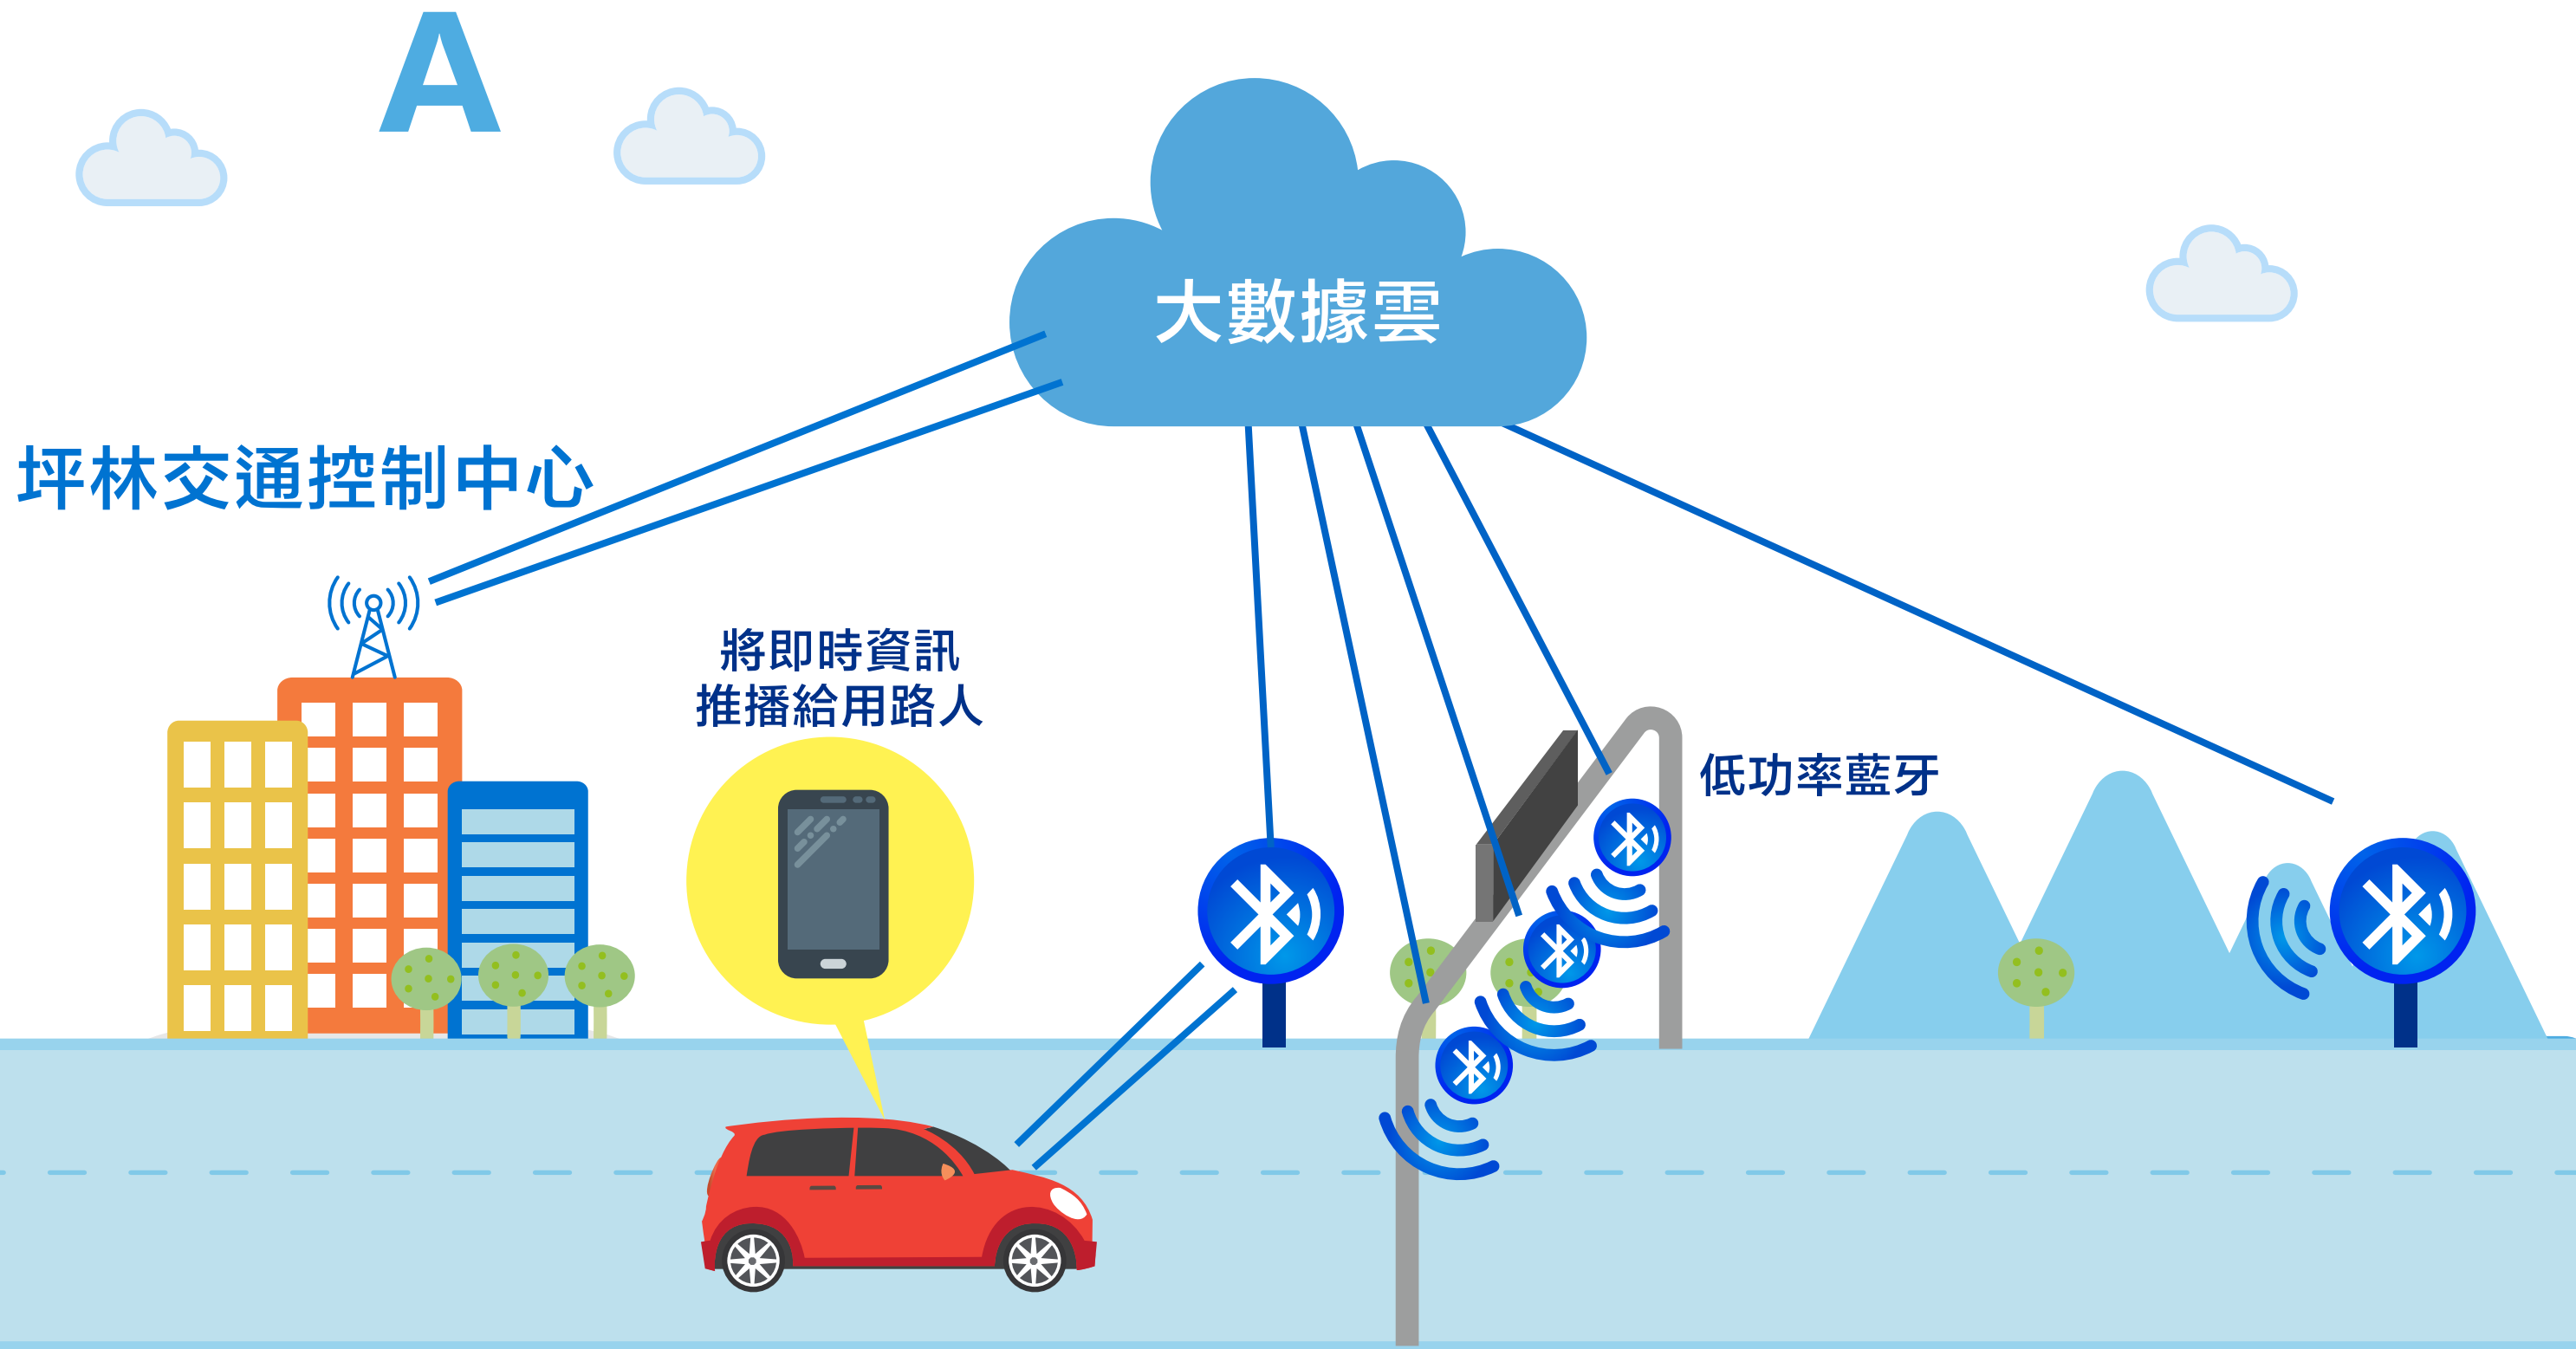 A
大數據雲
坪林交通控制中心
將即時資訊
推播給用路人
低功率藍牙